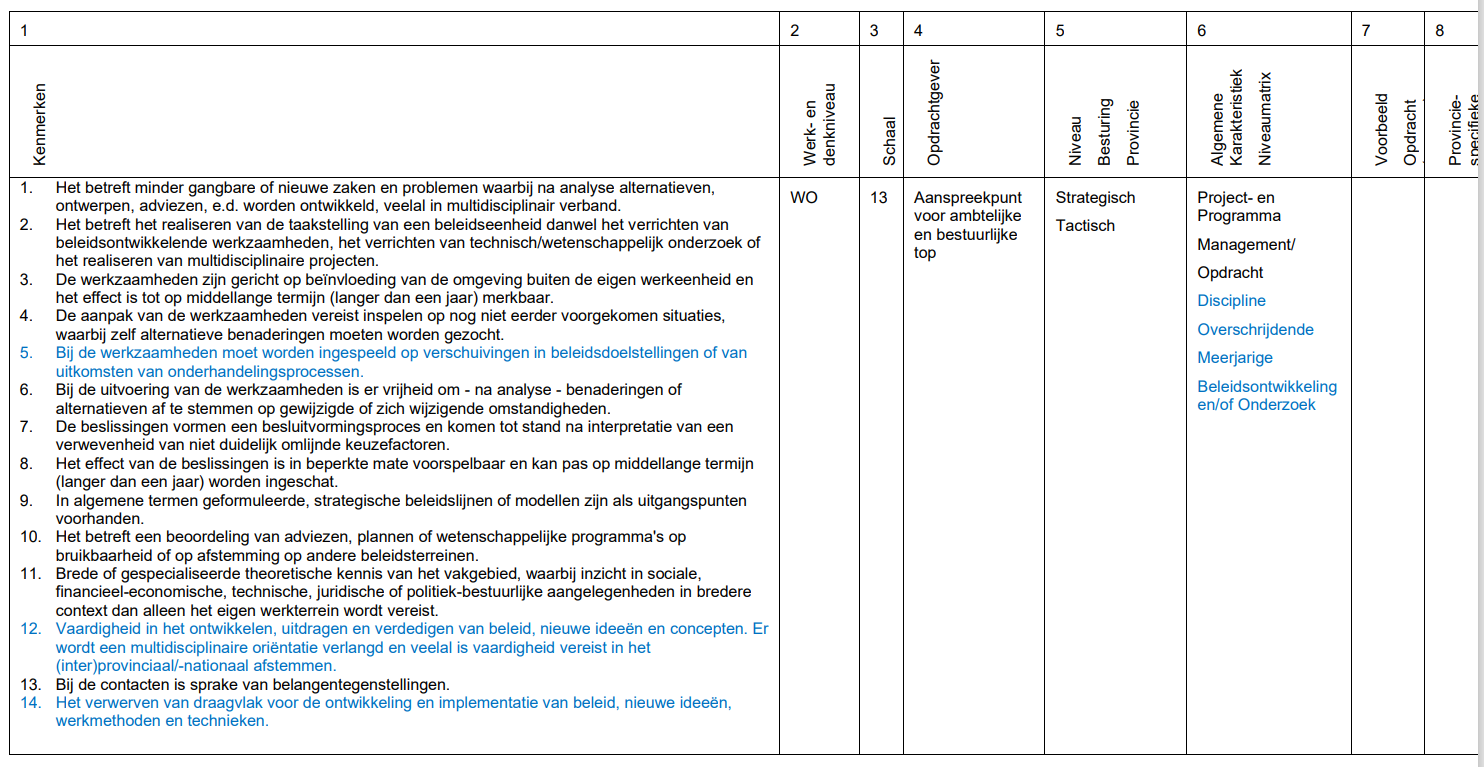 1 2 3 4 5 6 7 8
Kenmerken
Werk- en
denkniveau
Schaal
Opdrachtgever
Niveau
Besturing
Provincie
Algemene
Karakteristiek
Niveaumatrix
Voorbeeld
Opdracht
Provincie-
specifieke
1. Het betreft minder gangbare of nieuwe zaken en problemen waarbij na analyse alternatieven,
ontwerpen, adviezen, e.d. worden ontwikkeld, veelal in multidisciplinair verband.
2. Het betreft het realiseren van de taakstelling van een beleidseenheid danwel het verrichten van
beleidsontwikkelende werkzaamheden, het verrichten van technisch/wetenschappelijk onderzoek of
het realiseren van multidisciplinaire projecten.
3. De werkzaamheden zijn gericht op beïnvloeding van de omgeving buiten de eigen werkeenheid en
het effect is tot op middellange termijn (langer dan een jaar) merkbaar.
4. De aanpak van de werkzaamheden vereist inspelen op nog niet eerder voorgekomen situaties,
waarbij zelf alternatieve benaderingen moeten worden gezocht.
5. Bij de werkzaamheden moet worden ingespeeld op verschuivingen in beleidsdoelstellingen of van
uitkomsten van onderhandelingsprocessen.
6. Bij de uitvoering van de werkzaamheden is er vrijheid om - na analyse - benaderingen of
alternatieven af te stemmen op gewijzigde of zich wijzigende omstandigheden.
7. De beslissingen vormen een besluitvormingsproces en komen tot stand na interpretatie van een
verwevenheid van niet duidelijk omlijnde keuzefactoren.
8. Het effect van de beslissingen is in beperkte mate voorspelbaar en kan pas op middellange termijn
(langer dan een jaar) worden ingeschat.
9. In algemene termen geformuleerde, strategische beleidslijnen of modellen zijn als uitgangspunten
voorhanden.
10. Het betreft een beoordeling van adviezen, plannen of wetenschappelijke programma's op
bruikbaarheid of op afstemming op andere beleidsterreinen.
11. Brede of gespecialiseerde theoretische kennis van het vakgebied, waarbij inzicht in sociale,
financieel-economische, technische, juridische of politiek-bestuurlijke aangelegenheden in bredere
context dan alleen het eigen werkterrein wordt vereist.
12. Vaardigheid in het ontwikkelen, uitdragen en verdedigen van beleid, nieuwe ideeën en concepten. Er
wordt een multidisciplinaire oriëntatie verlangd en veelal is vaardigheid vereist in het
(inter)provinciaal/-nationaal afstemmen.
13. Bij de contacten is sprake van belangentegenstellingen.
14. Het verwerven van draagvlak voor de ontwikkeling en implementatie van beleid, nieuwe ideeën,
werkmethoden en technieken.
WO
13
Aanspreekpunt
voor ambtelijke
en bestuurlijke
top
Strategisch
Tactisch
Project- en
Programma
Management/
Opdracht
Discipline
Overschrijdende
Meerjarige
Beleidsontwikkeling
en/of Onderzoek